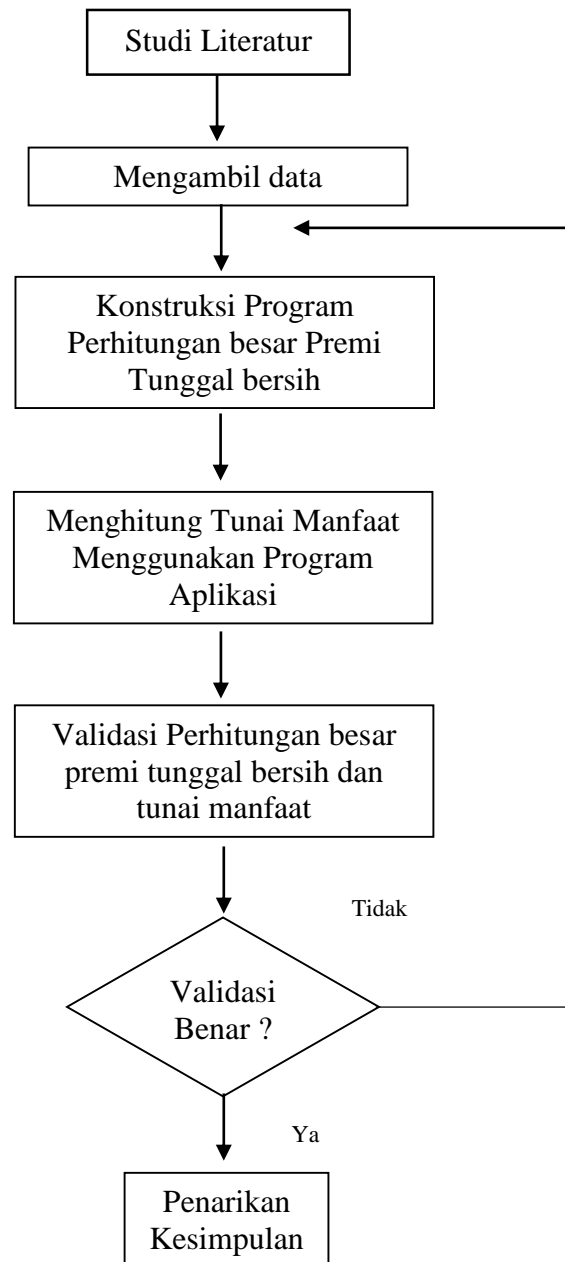 Studi Literatur
Mengambil data
Konstruksi Program
Perhitungan besar Premi
Tunggal bersih
Menghitung Tunai Manfaat
Menggunakan Program
Aplikasi
Validasi Perhitungan besar
premi tunggal bersih dan
tunai manfaat
Tidak
Validasi
Benar ?
Ya
Penarikan
Kesimpulan